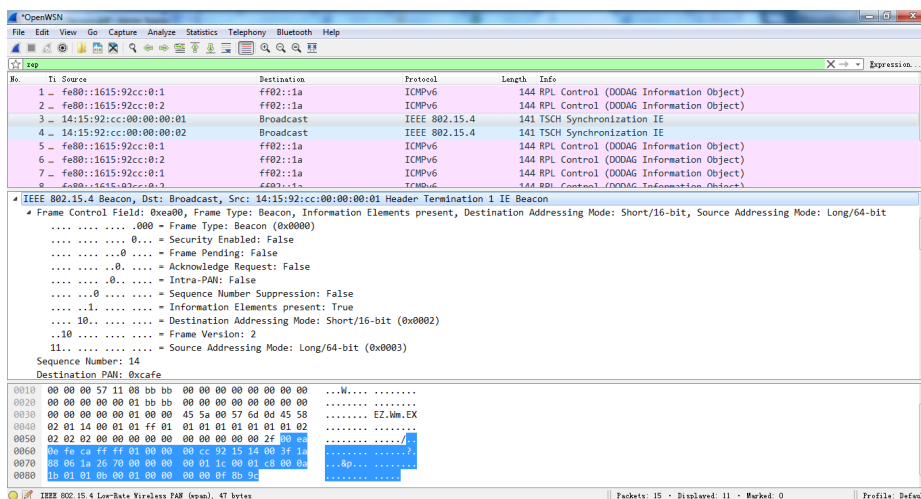 *OpenWSN
File Edit View Go Capture Analyze Statistics Telephony Bluetooth Help
zep Expression...
No. Ti Source Destination Protocol Length Info
1 … fe80::1615:92cc:0:1 ff02::1a ICMPv6 144 RPL Control (DODAG Information Object)
2 … fe80::1615:92cc:0:2 ff02::1a ICMPv6 144 RPL Control (DODAG Information Object)
3 … 14:15:92:cc:00:00:00:01 Broadcast IEEE 802.15.4 141 TSCH Synchronization IE
4 … 14:15:92:cc:00:00:00:02 Broadcast IEEE 802.15.4 141 TSCH Synchronization IE
5 … fe80::1615:92cc:0:1 ff02::1a ICMPv6 144 RPL Control (DODAG Information Object)
6 … fe80::1615:92cc:0:2 ff02::1a ICMPv6 144 RPL Control (DODAG Information Object)
7 … fe80::1615:92cc:0:1 ff02::1a ICMPv6 144 RPL Control (DODAG Information Object)
8 … fe80::1615:92cc:0:2 ff02::1a ICMPv6 144 RPL Control (DODAG Information Object)
IEEE 802.15.4 Beacon, Dst: Broadcast, Src: 14:15:92:cc:00:00:00:01 Header Termination 1 IE Beacon
Frame Control Field: 0xea00, Frame Type: Beacon, Information Elements present, Destination Addressing Mode: Short/16-bit, Source Addressing Mode: Long/64-bit
.... .... .... .000 = Frame Type: Beacon (0x0000)
.... .... .... 0... = Security Enabled: False
.... .... ...0 .... = Frame Pending: False
.... .... ..0. .... = Acknowledge Request: False
.... .... .0.. .... = Intra-PAN: False
.... ...0 .... .... = Sequence Number Suppression: False
.... ..1. .... .... = Information Elements present: True
.... 10.. .... .... = Destination Addressing Mode: Short/16-bit (0x0002)
..10 .... .... .... = Frame Version: 2
11.. .... .... .... = Source Addressing Mode: Long/64-bit (0x0003)
Sequence Number: 14
Destination PAN: 0xcafe
0010 00 00 00 57 11 08 bb bb 00 00 00 00 00 00 00 00 ...W.... ........
0020 00 00 00 00 00 01 bb bb 00 00 00 00 00 00 00 00 ........ ........
0030 00 00 00 00 01 00 00 45 5a 00 57 6d 0d 45 58 ........ EZ.Wm.EX
0040 02 01 14 00 01 01 ff 01 01 01 01 01 01 01 01 02 ........ ........
0050 02 02 02 00 00 00 00 00 00 00 00 00 00 2f 00 ea ........ ...../..
0060 0e fe ca ff ff 01 00 00 00 cc 92 15 14 00 3f 1a ........ ......?.
0070 88 06 1a 26 70 00 00 00 00 01 1c 00 01 c8 00 0a ...&p... ........
0080 1b 01 01 0b 00 01 00 00 00 00 0f 8b 9c ........ .....
IEEE 802.15.4 Low-Rate Wireless PAN (wpan), 47 bytes Packets: 15 · Displayed: 11 · Marked: 0 Profile: Defau